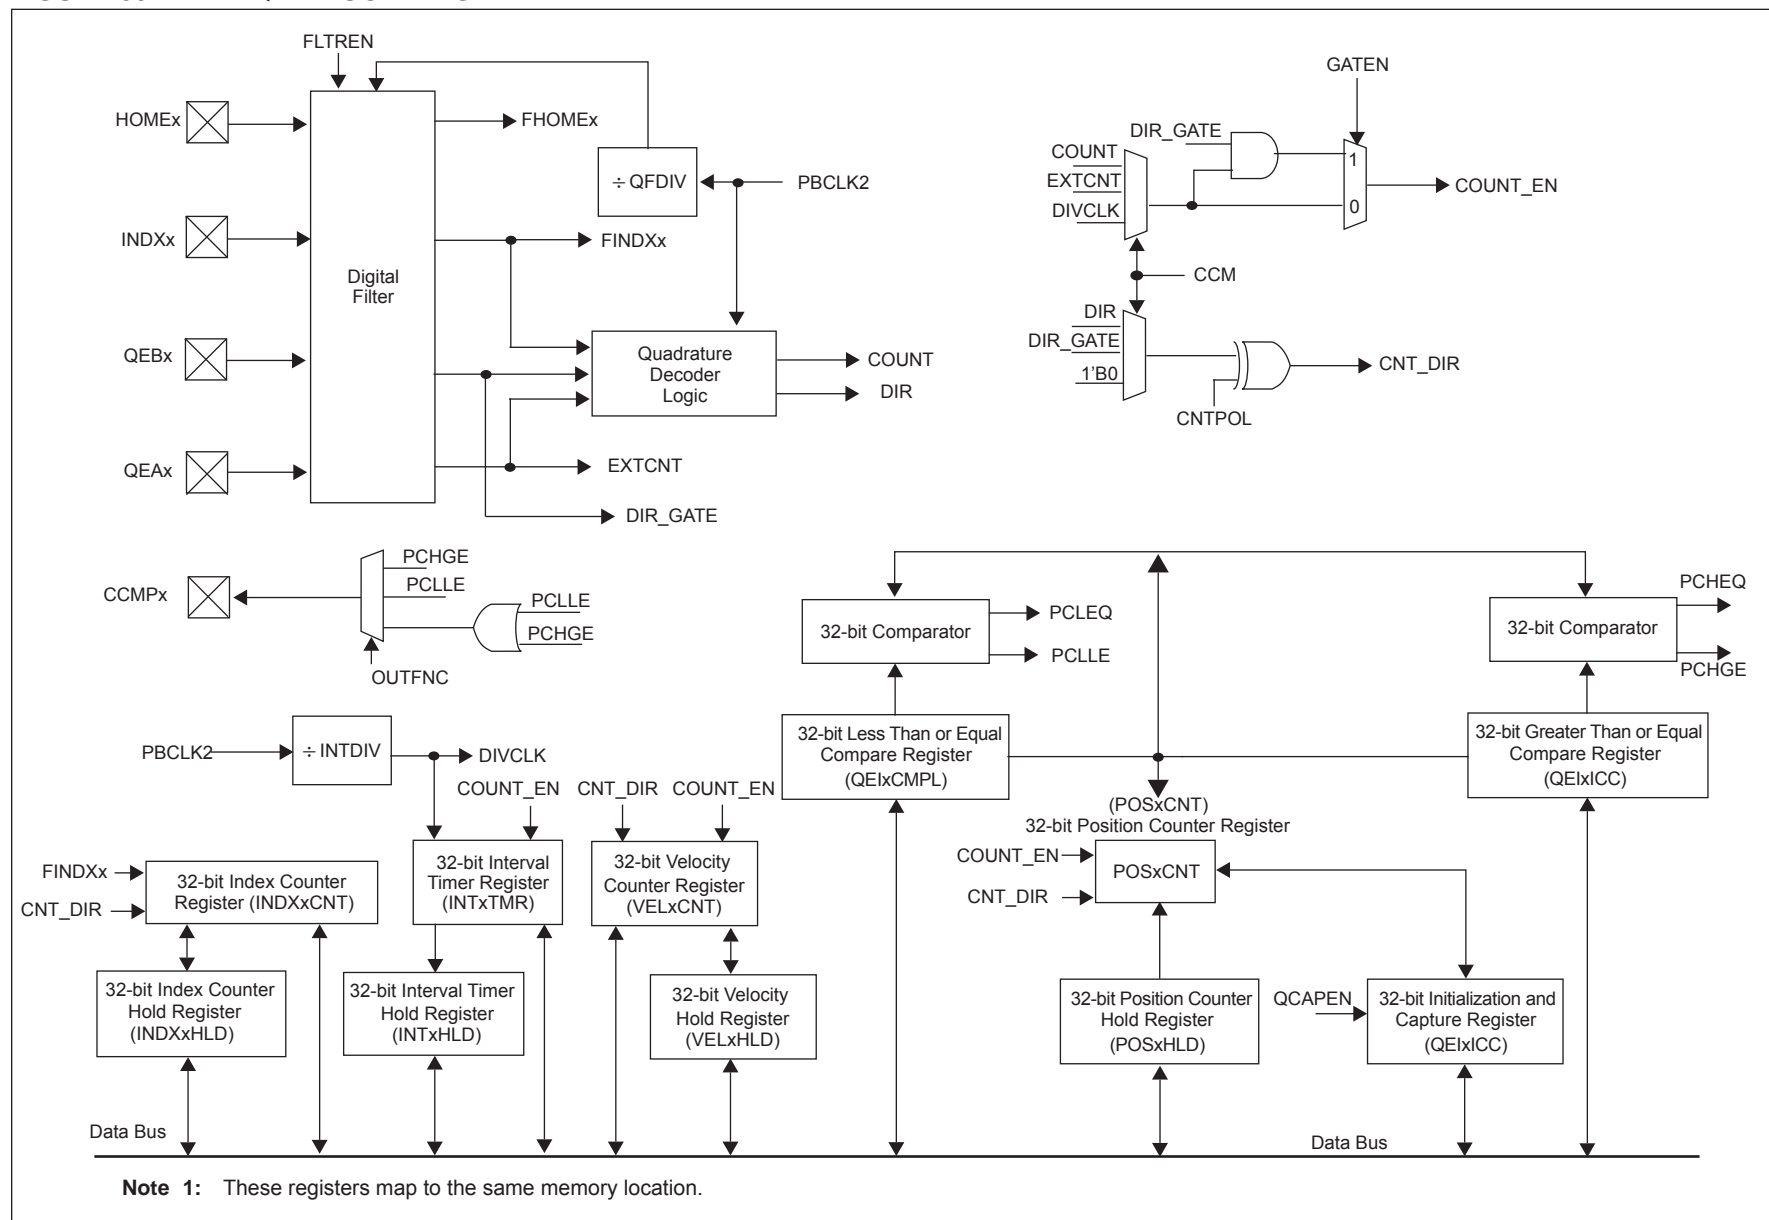 FLTREN
HOMEx
FHOMEx
÷ QFDIV
PBCLK2
INDXx
FINDXx
Digital
Filter
QEBx
Quadrature
Decoder
Logic
COUNT
DIR
QEAx
EXTCNT
DIR_GATE
GATEN
DIR_GATE
COUNT
EXTCNT
DIVCLK
1
0
COUNT_EN
CCM
DIR
DIR_GATE
1'B0
CNTPOL
CNT_DIR
CCMPx
PCHGE
PCLLE
PCLLE
PCHGE
OUTFNC
32-bit Comparator
PCLEQ
PCLLE
32-bit Comparator
PCHEQ
PCHGE
PBCLK2
÷ INTDIV
DIVCLK
COUNT_EN
CNT_DIR
COUNT_EN
32-bit Less Than or Equal
Compare Register
(QEIxCMPL)
32-bit Greater Than or Equal
Compare Register
(QEIxICC)
(POSxCNT)
32-bit Position Counter Register
COUNT_EN
CNT_DIR
POSxCNT
FINDXx
CNT_DIR
32-bit Index Counter
Register (INDXxCNT)
32-bit Interval
Timer Register
(INTxTMR)
32-bit Velocity
Counter Register
(VELxCNT)
32-bit Index Counter
Hold Register
(INDXxHLD)
32-bit Interval Timer
Hold Register
(INTxHLD)
32-bit Velocity
Hold Register
(VELxHLD)
32-bit Position Counter
Hold Register
(POSxHLD)
QCAPEN
32-bit Initialization and
Capture Register
(QEIxICC)
Data Bus
Data Bus
Note 1: These registers map to the same memory location.